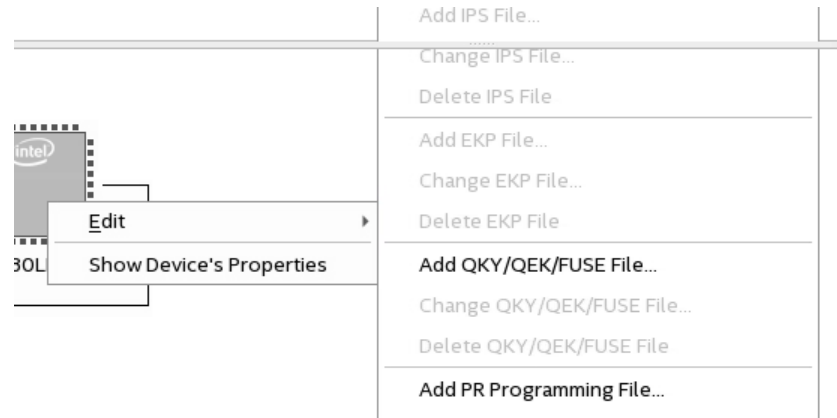 Add IPS File...
Change IPS File...
Delete IPS File
Add EKP File...
Change EKP File...
Delete EKP File
Add QKY/QEK/FUSE File...
Change QKY/QEK/FUSE File...
Delete QKY/QEK/FUSE File
Add PR Programming File...
intel
Edit
Show Device's Properties